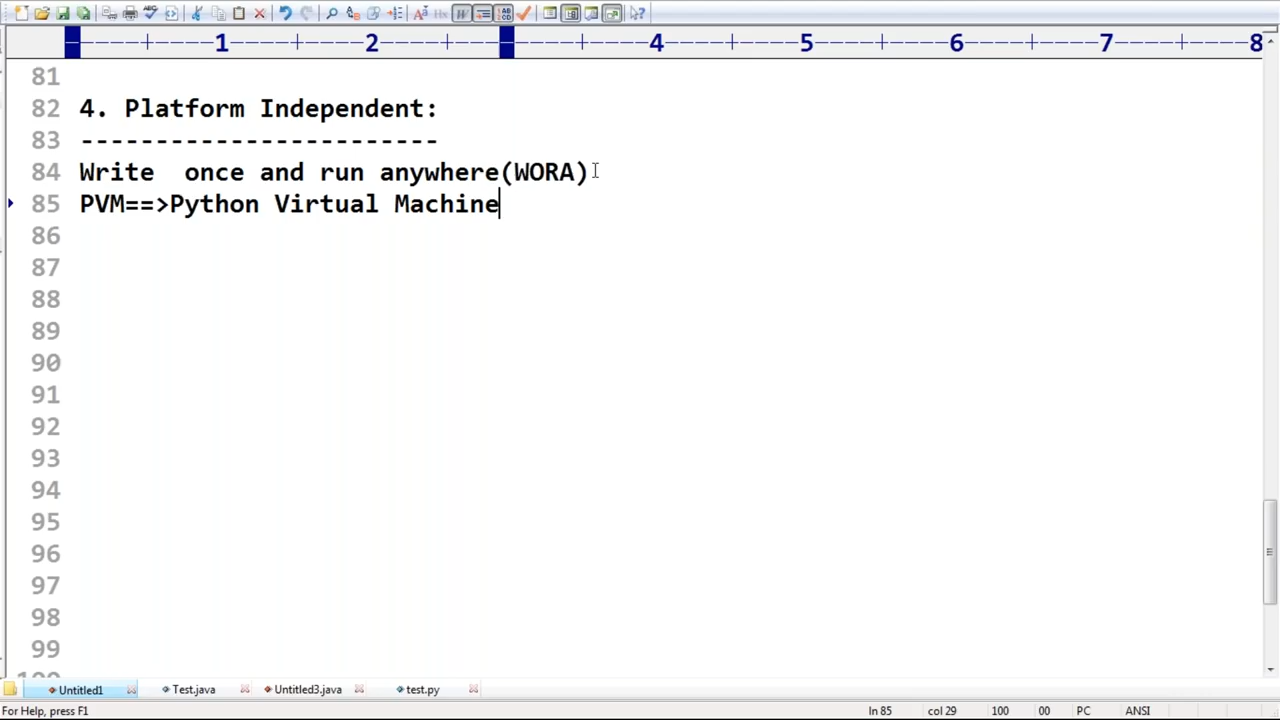 1 2 4 5 6 7 8
81
82 4. Platform Independent:
83 ------------------------
84 Write  once and run anywhere(WORA)
85 PVM==>Python Virtual Machine
86
87
88
89
90
91
92
93
94
95
96
97
98
99
Untitled1 Test.java Untitled3.java test.py
For Help, press F1 ln 85 col 29 100 00 PC ANSI